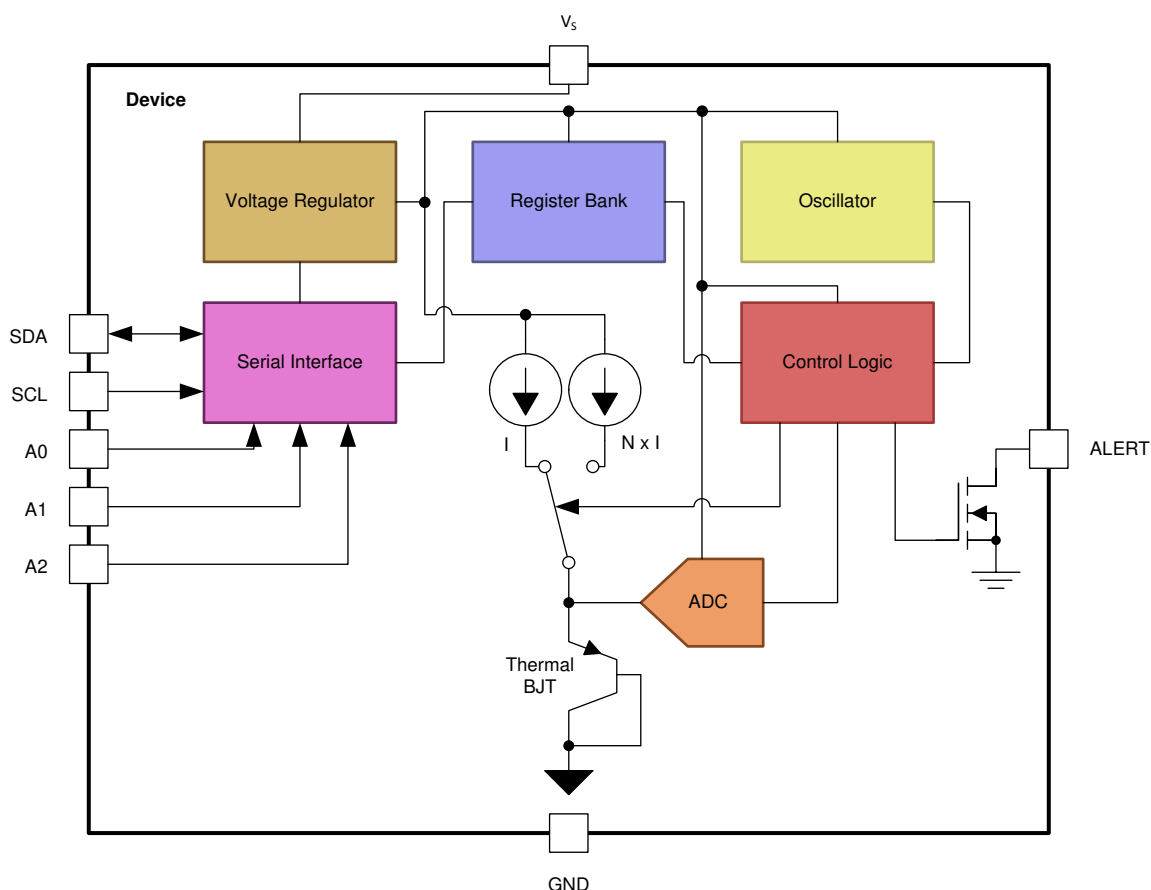 VS
Device
Voltage Regulator
Register Bank
Oscillator
SDA
Serial Interface
Control Logic
SCL
I
N x I
A0
ALERT
A1
A2
ADC
Thermal
BJT
GND